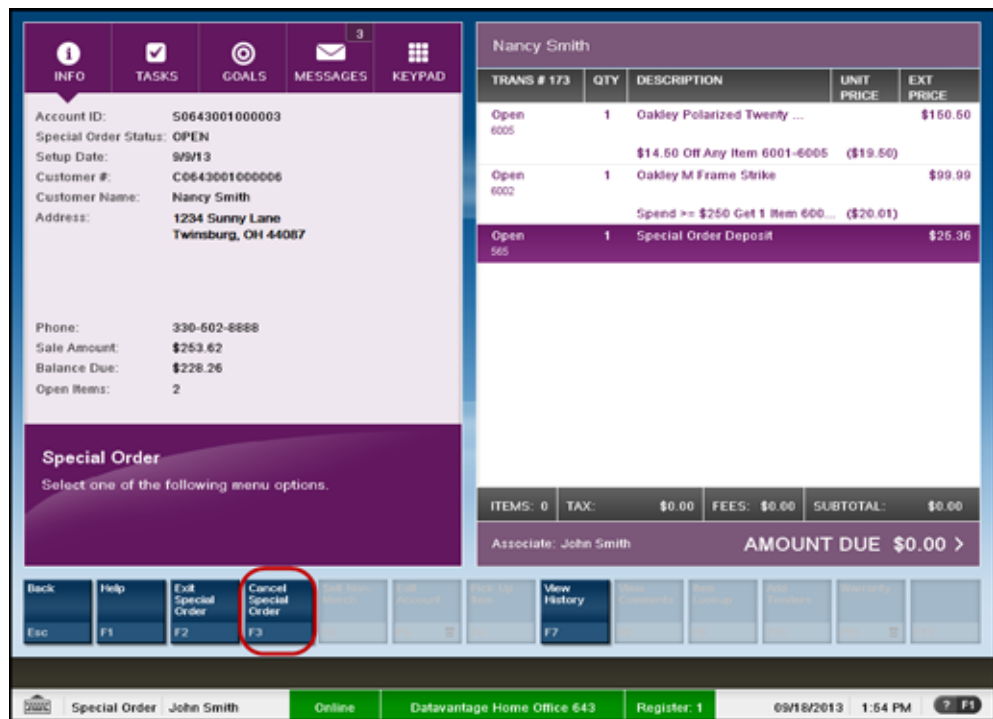 3
INFO TASKS GOALS MESSAGES KEYPAD
Account ID: S0643001000003
Special Order Status: OPEN
Setup Date: 9/9/13
Customer #: C0643001000006
Customer Name: Nancy Smith
Address: 1234 Sunny Lane
Twinsburg, OH 44087
Phone: 330-602-8888
Sale Amount: $253.62
Balance Due: $228.26
Open Items: 2
Special Order
Select one of the following menu options.
Nancy Smith
TRANS # 173 QTY DESCRIPTION UNIT PRICE EXT PRICE
Open 1 Oakley Polarized Twenty ... $150.50
6005
$14.50 Off Any Item 6001-6005 ($19.50)
Open 1 Oakley M Frame Strike $99.99
6002
Spend >= $250 Get 1 Item 600... ($20.01)
Open 1 Special Order Deposit $25.36
565
ITEMS: 0 TAX: $0.00 FEES: $0.00 SUBTOTAL: $0.00
Associate: John Smith AMOUNT DUE $0.00 >
Back Help Exit Special Order Cancel Special Order View History
Esc F1 F2 F3 F7
Special Order John Smith Online Datavantage Home Office 643 Register: 1 09/18/2013 1:54 PM ? F1